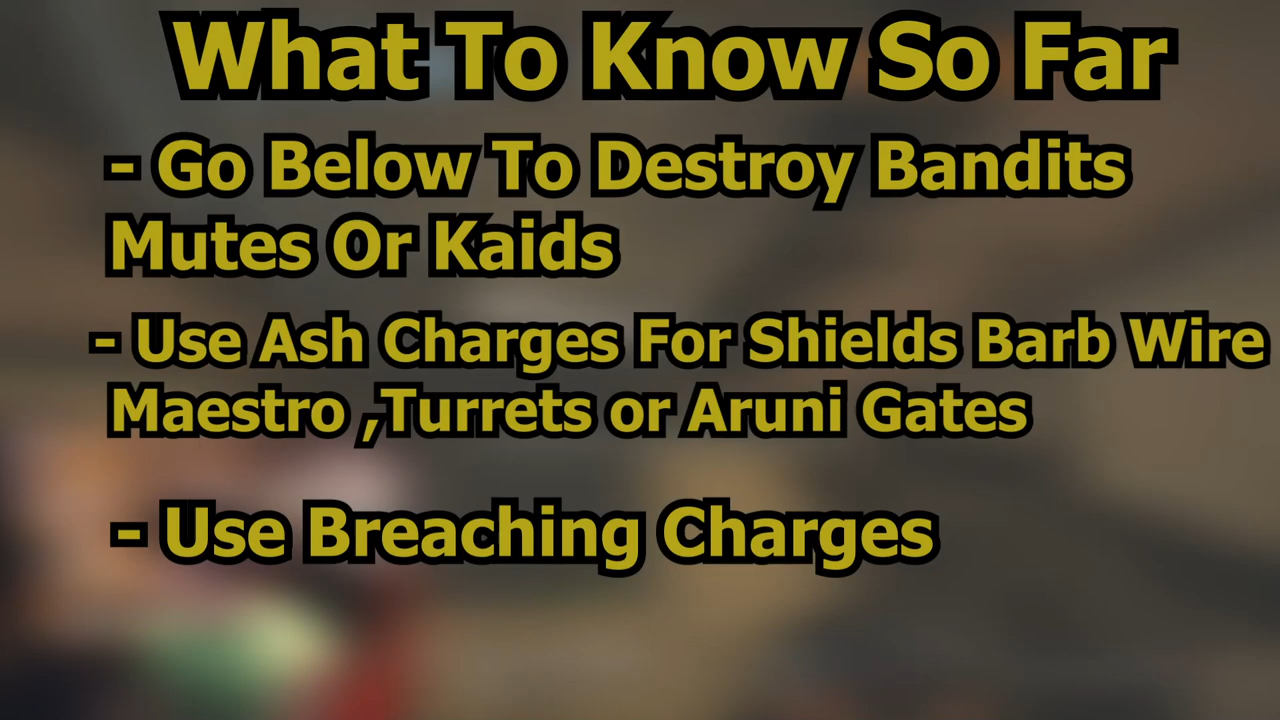 What To Know So Far
- Go Below To Destroy Bandits
Mutes Or Kaids
- Use Ash Charges For Shields Barb Wire
Maestro ,Turrets or Aruni Gates
- Use Breaching Charges